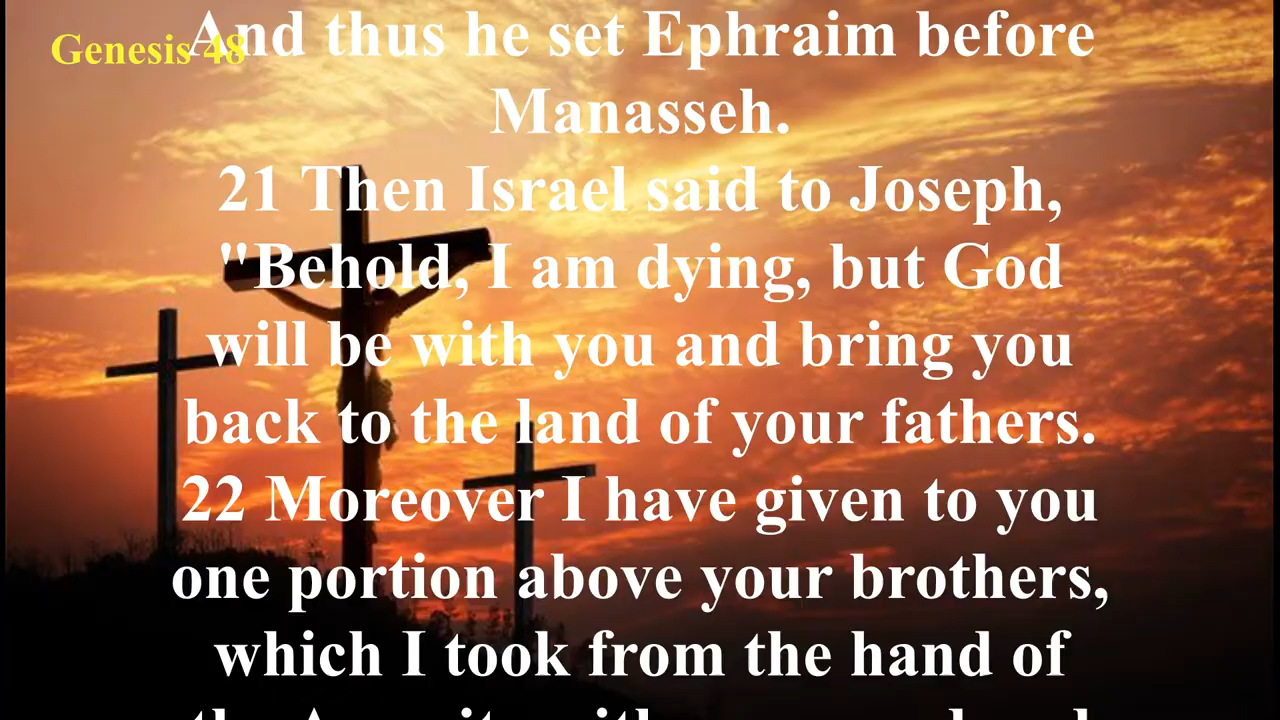 Genesis 48
And thus he set Ephraim before
Manasseh.
21 Then Israel said to Joseph,
"Behold, I am dying, but God
will be with you and bring you
back to the land of your fathers.
22 Moreover I have given to you
one portion above your brothers,
which I took from the hand of